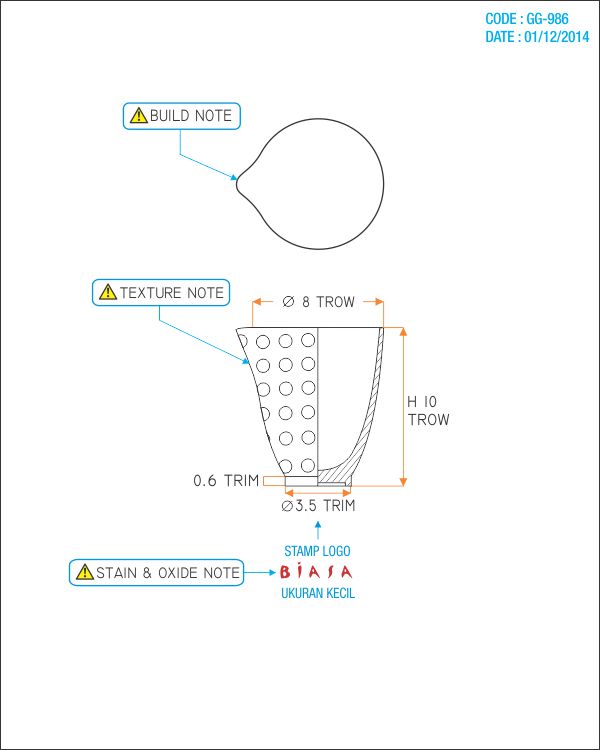 CODE : GG-986
DATE : 01/12/2014
BUILD NOTE
TEXTURE NOTE
Ø 8 TROW
H 10
TROW
0.6 TRIM
Ø3.5 TRIM
STAMP LOGO
STAIN & OXIDE NOTE
BiASA
UKURAN KECIL